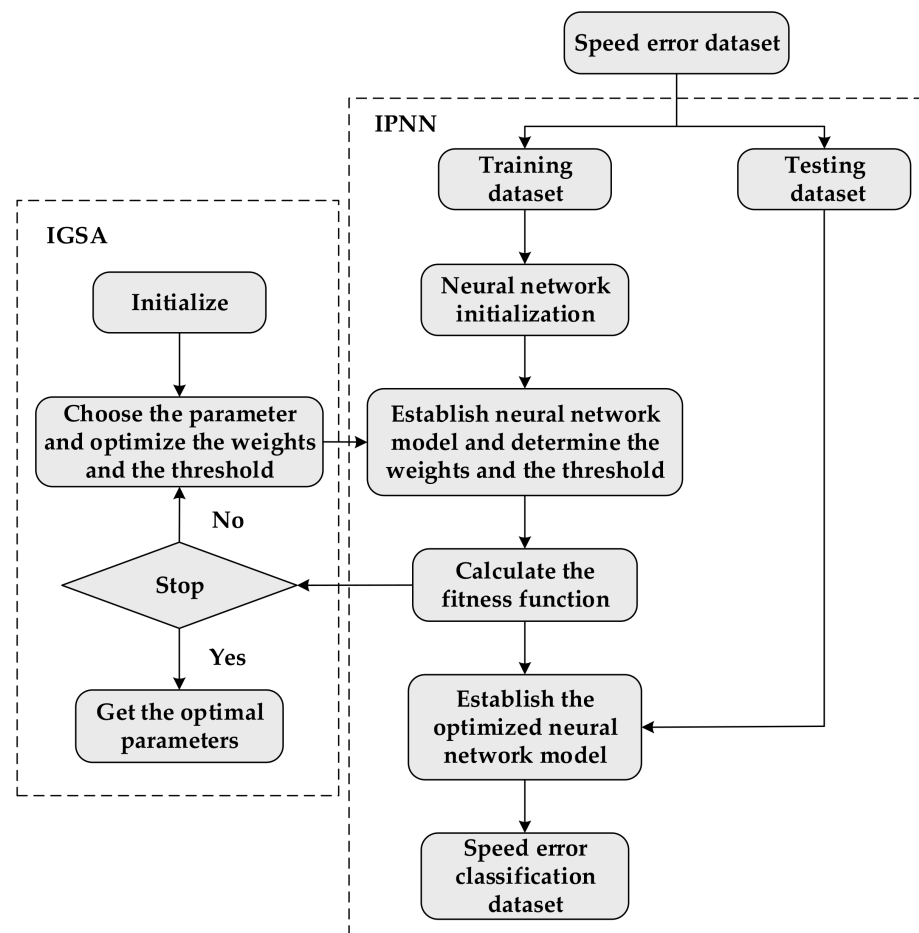 Speed error dataset
IPNN
Training
dataset
Testing
dataset
IGSA
Initialize
Neural network
initialization
Choose the parameter
and optimize the weights
and the threshold
Establish neural network
model and determine the
weights and the threshold
No
Stop
Calculate the
fitness function
Yes
Get the optimal
parameters
Establish the
optimized neural
network model
Speed error
classification
dataset